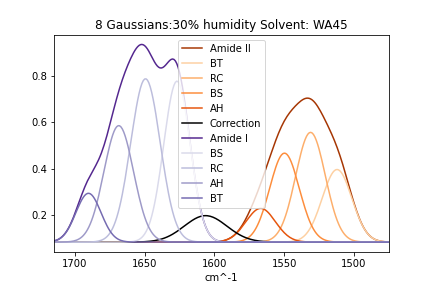 8 Gaussians:30% humidity Solvent: WA45
Amide II
BT
RC
BS
AH
Correction
Amide I
BS
RC
AH
BT
0.8
0.6
0.4
0.2
1700 1650 1600 1550 1500
cm^-1